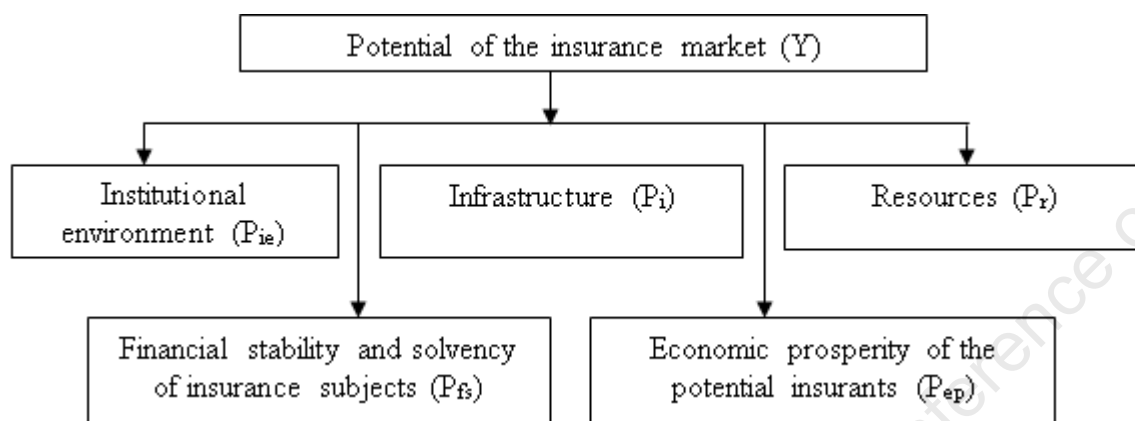 Potential of the insurance market (Y)
Institutional
environment (Pie)
Infrastructure (Pi)
Resources (Pr)
Financial stability and solvency
of insurance subjects (Pfs)
Economic prosperity of the
potential insurants (Pep)